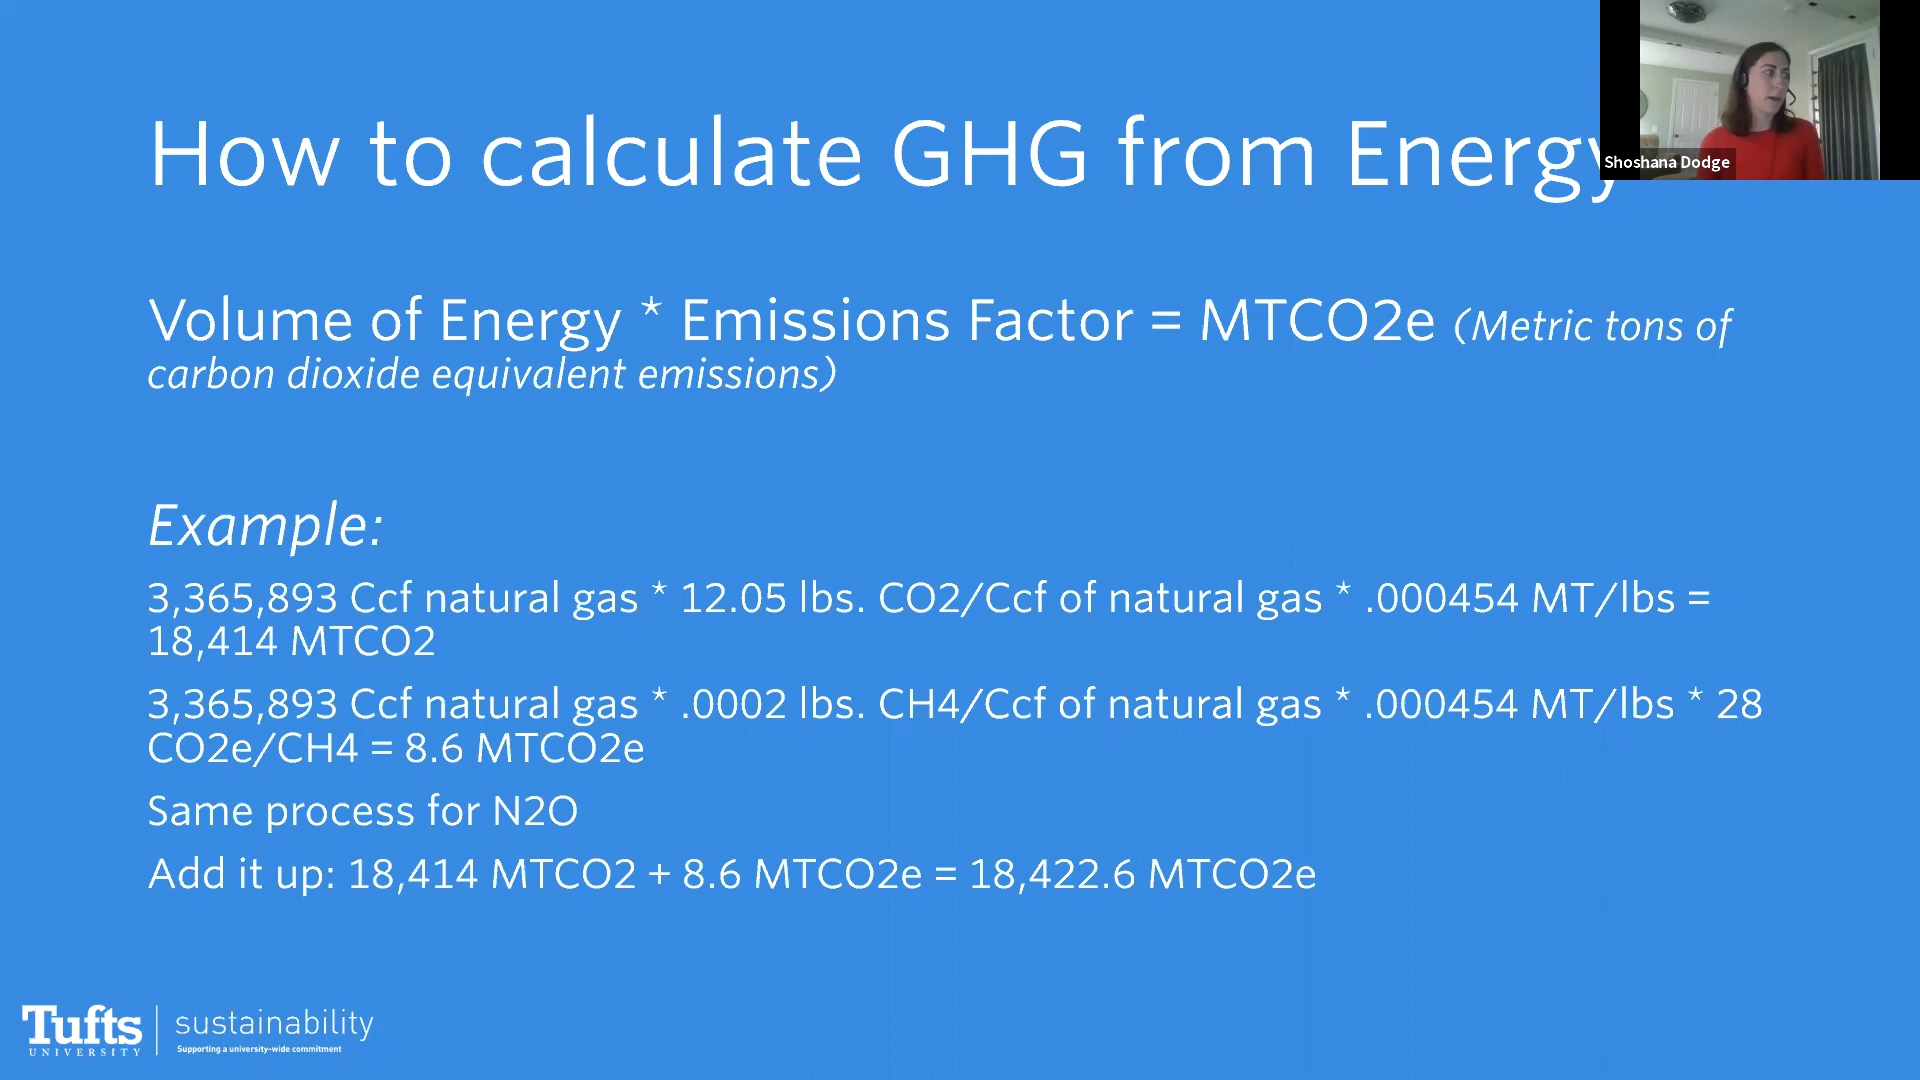 How to calculate GHG from Energy
Shoshana Dodge
Volume of Energy * Emissions Factor = MTCO2e (Metric tons of
carbon dioxide equivalent emissions)
Example:
3,365,893 Ccf natural gas * 12.05 lbs. CO2/Ccf of natural gas * .000454 MT/lbs =
18,414 MTCO2
3,365,893 Ccf natural gas * .0002 lbs. CH4/Ccf of natural gas * .000454 MT/lbs * 28
CO2e/CH4 = 8.6 MTCO2e
Same process for N2O
Add it up: 18,414 MTCO2 + 8.6 MTCO2e = 18,422.6 MTCO2e
Tufts
UNIVERSITY
sustainability
Supporting a university-wide commitment